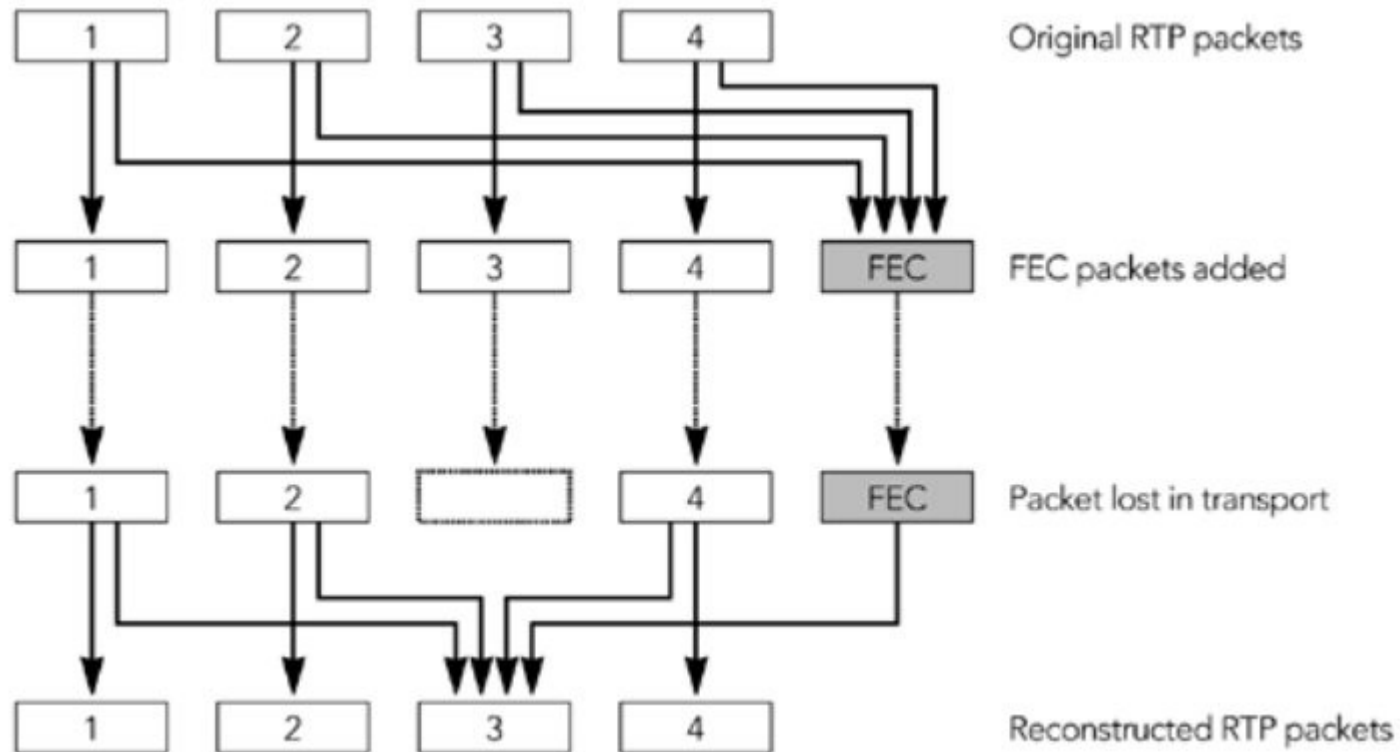 1 2 3 4 Original RTP packets
1 2 3 4 FEC FEC packets added
1 2 4 FEC Packet lost in transport
1 2 3 4 Reconstructed RTP packets